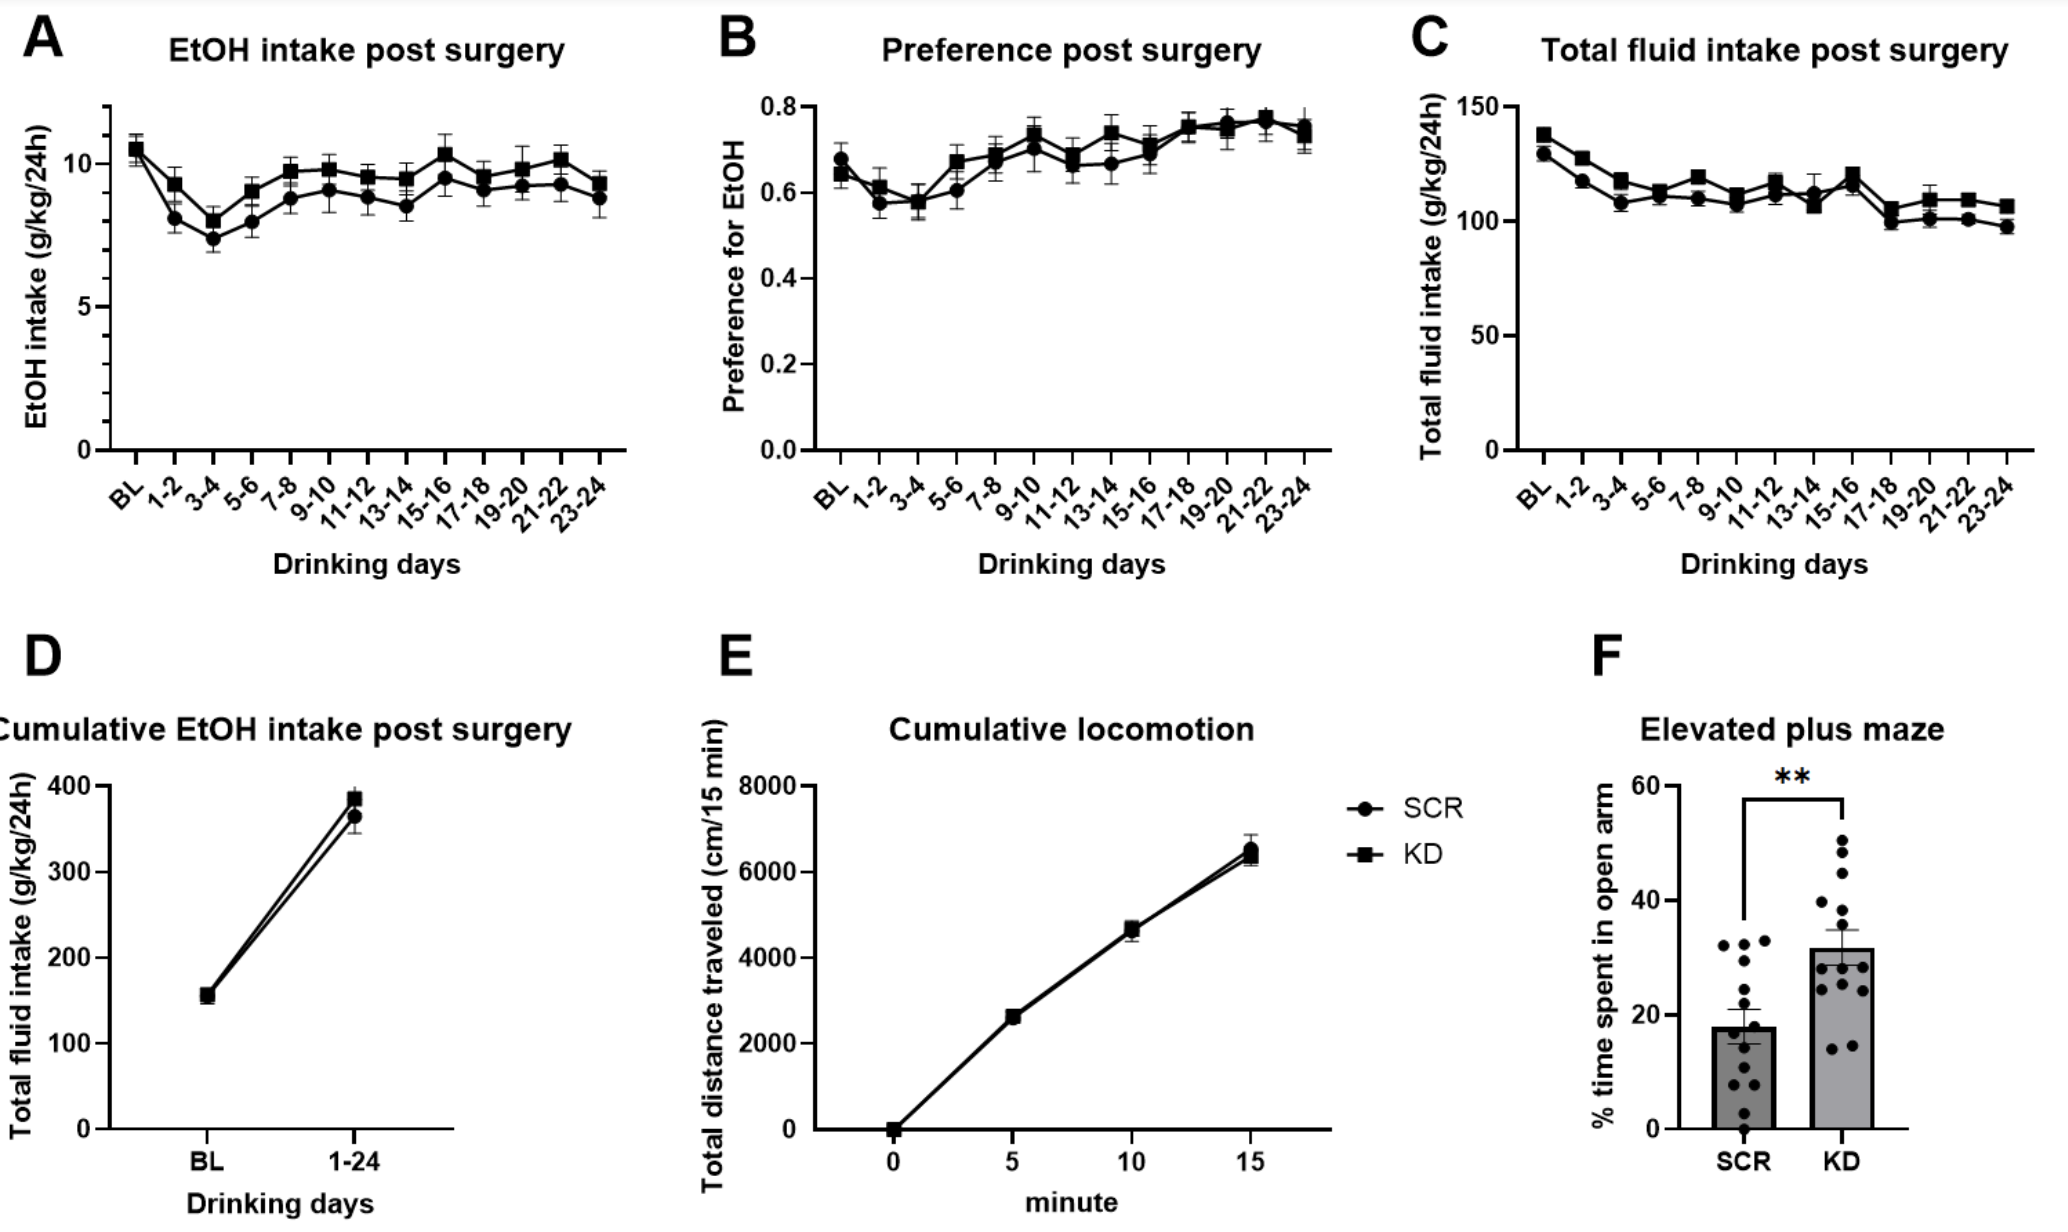 A
EtOH intake post surgery
EtOH intake (g/kg/24h)
10
5
0
BL
1-2
3-4
5-6
7-8
9-10
11-12
13-14
15-16
17-18
19-20
21-22
23-24
Drinking days
B
Preference post surgery
Preference for EtOH
0.8
0.6
0.4
0.2
0.0
BL
1-2
3-4
5-6
7-8
9-10
11-12
13-14
15-16
17-18
19-20
21-22
23-24
Drinking days
C
Total fluid intake post surgery
Total fluid intake (g/kg/24h)
150
100
50
0
BL
1-2
3-4
5-6
7-8
9-10
11-12
13-14
15-16
17-18
19-20
21-22
23-24
Drinking days
D
Cumulative EtOH intake post surgery
Total fluid intake (g/kg/24h)
400
300
200
100
0
BL
1-24
Drinking days
E
Cumulative locomotion
Total distance traveled (cm/15 min)
8000
6000
4000
2000
0
0
5
10
15
minute
SCR
KD
F
Elevated plus maze
**
% time spent in open arm
60
40
20
0
SCR
KD